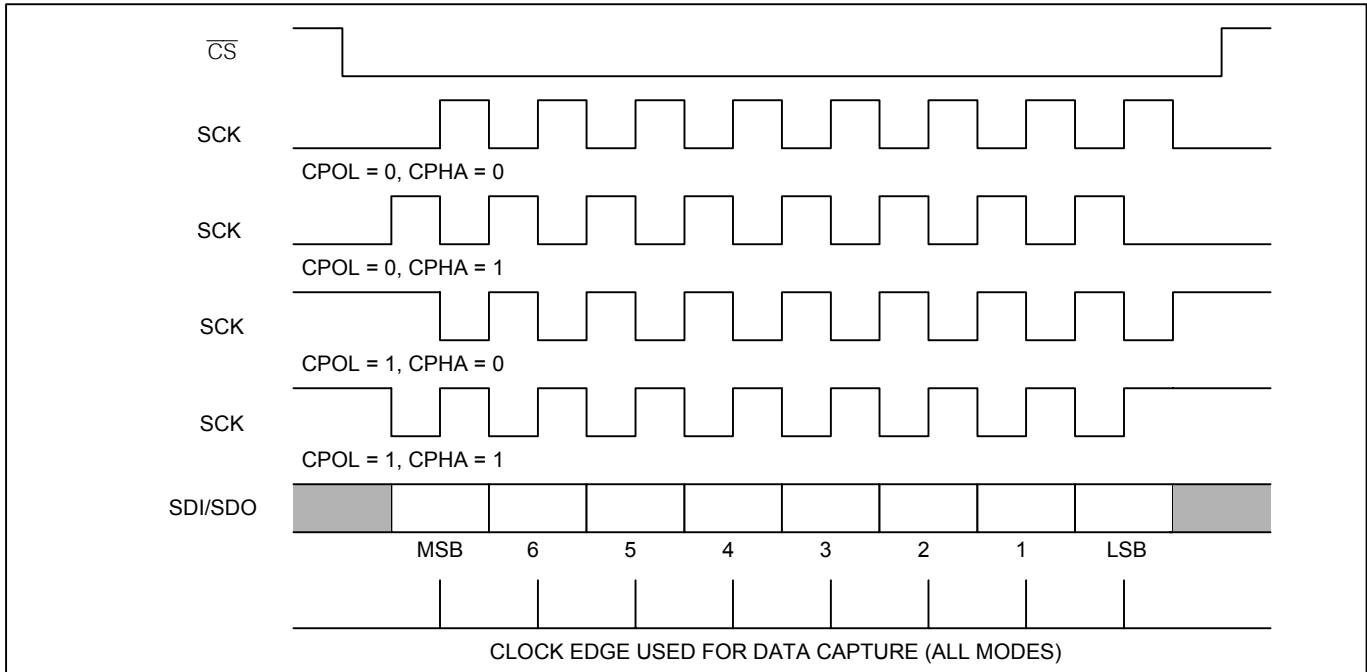 C̅S̅
SCK
CPOL = 0, CPHA = 0
SCK
CPOL = 0, CPHA = 1
SCK
CPOL = 1, CPHA = 0
SCK
CPOL = 1, CPHA = 1
SDI/SDO
MSB 6 5 4 3 2 1 LSB
CLOCK EDGE USED FOR DATA CAPTURE (ALL MODES)